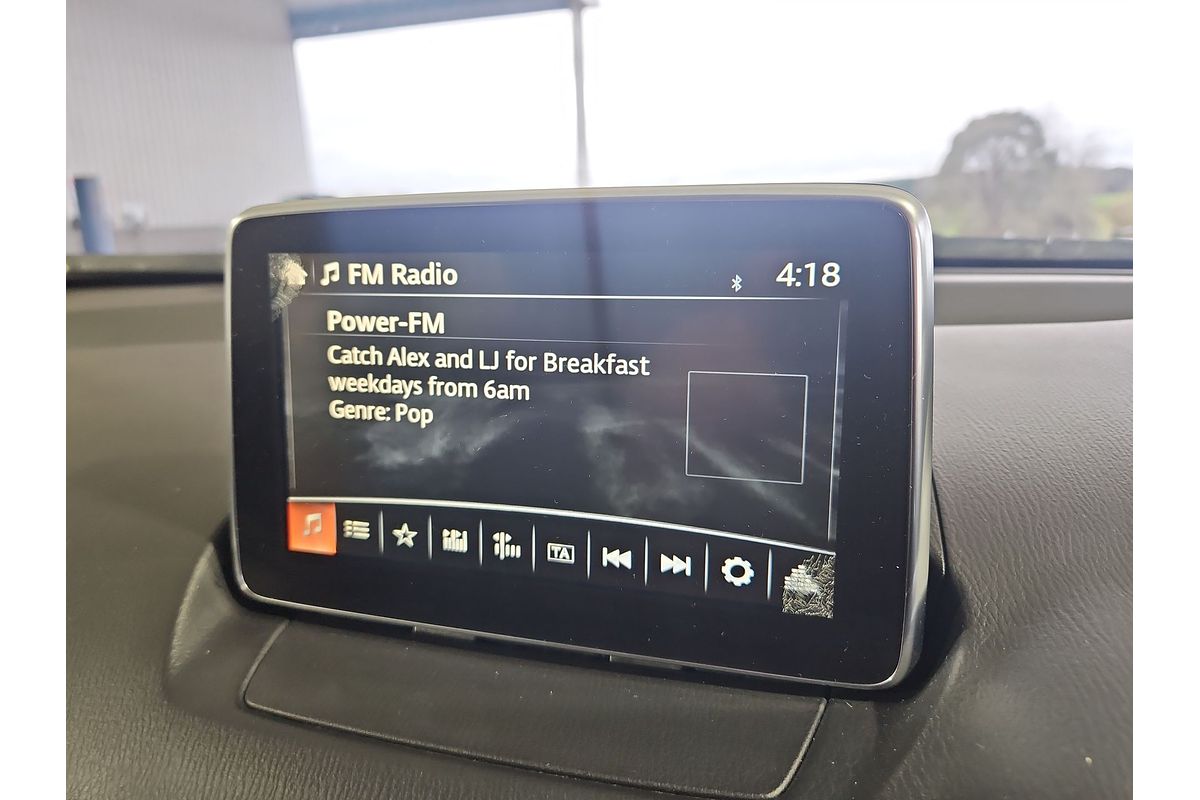 FM Radio
4:18
Power-FM
Catch Alex and LJ for Breakfast
weekdays from 6am
Genre: Pop
TA